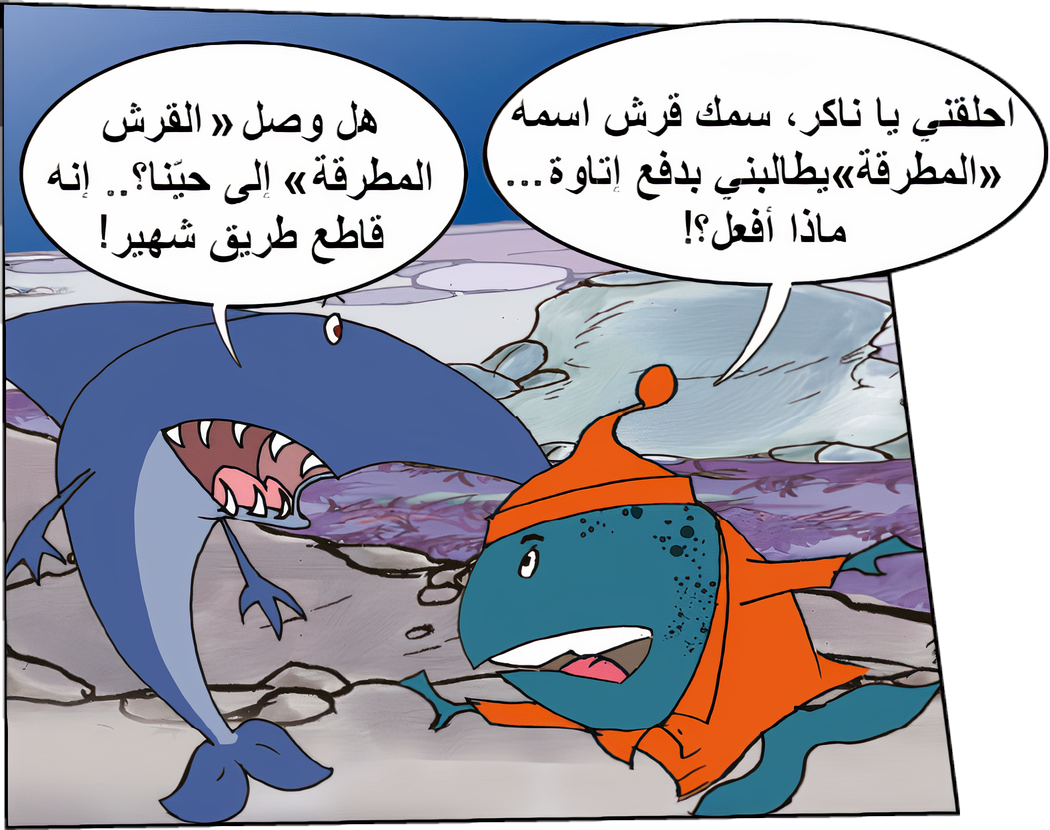 احلقني يا ناكر، سمك قرش اسمه
«المطرقة»يطالبني بدفع إتاوة...
ماذا أفعل؟!
هل وصل « القرش
المطرقة» إلى حيّنا؟.. إنه
قاطع طريق شهير!